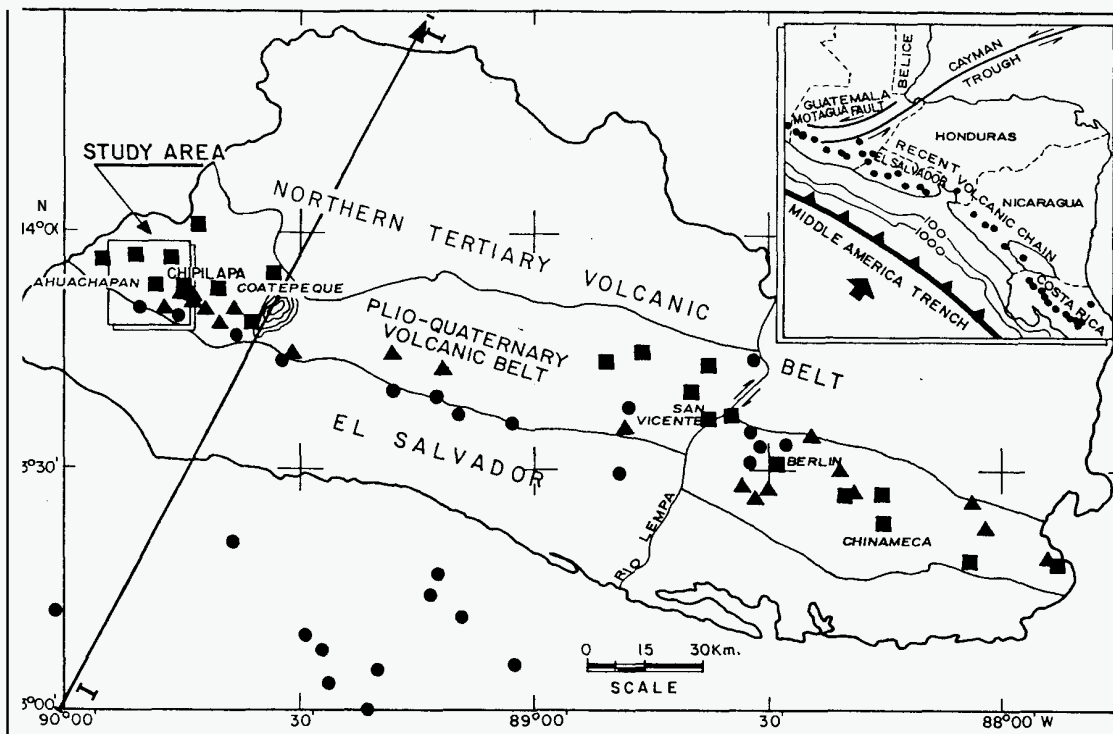 I'
STUDY AREA
N
14°00'
NORTHERN TERTIARY VOLCANIC
BELT
AHUACHAPAN
CHIPILAPA
COATEPEQUE
PLIO-QUATERNARY
VOLCANIC BELT
EL SALVADOR
SAN
VICENTE
BERLIN
RIO LEMPA
CHINAMECA
3°30'
0 15 30Km.
SCALE
I
3°00'
90°00' 30 89°00' 30 88°00' W
BELICE
CAYMAN
TROUGH
GUATEMALA
MOTAGUA FAULT
HONDURAS
RECENT VOLCANIC CHAIN
EL SALVADOR
NICARAGUA
100
1000
MIDDLE AMERICA TRENCH
COSTA RICA